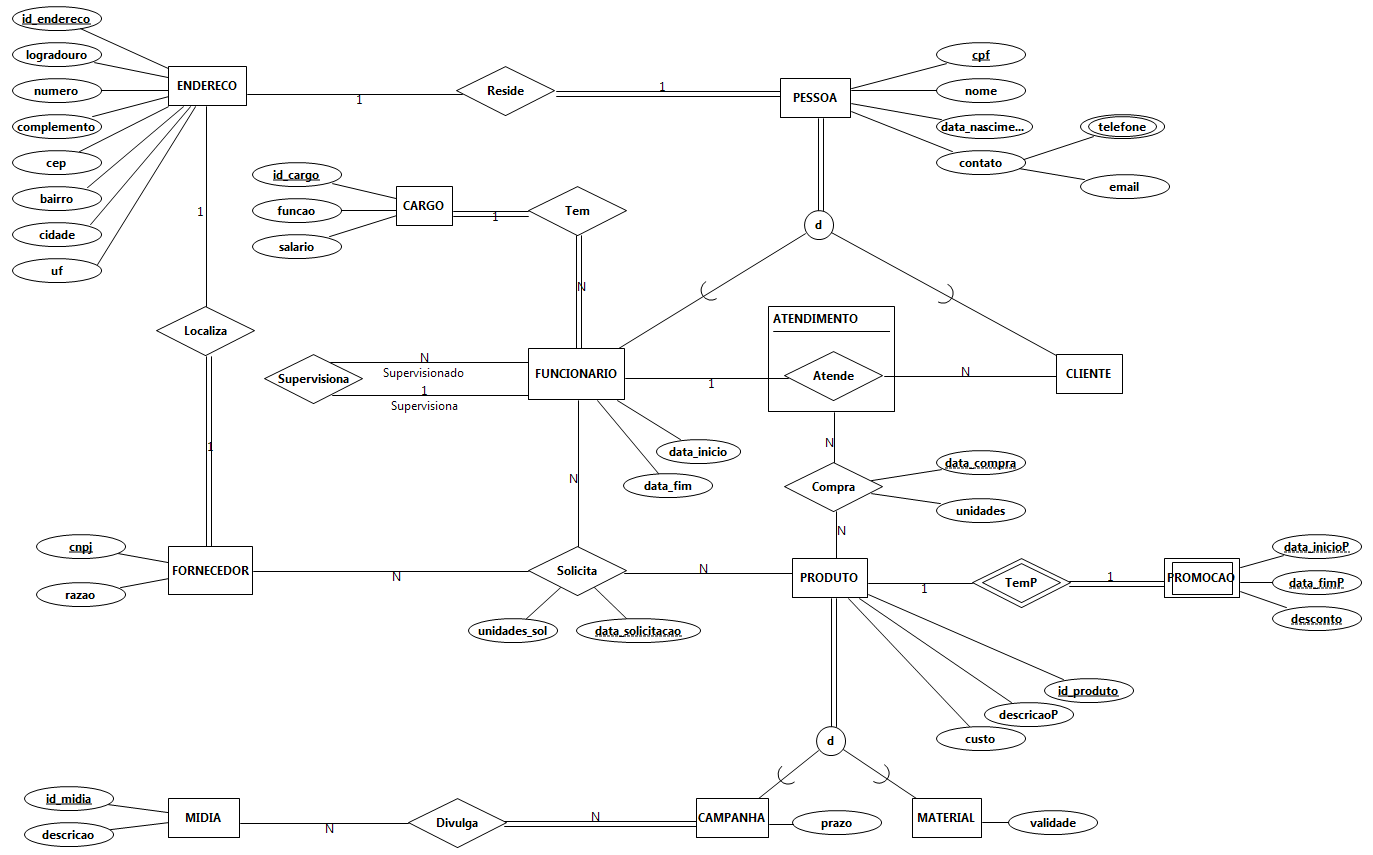 id_endereco
logradouro
numero
complemento
cep
bairro
cidade
uf
ENDERECO
1
Reside
1
PESSOA
cpf
nome
data_nascime...
contato
telefone
email
id_cargo
funcao
salario
CARGO
1
Tem
N
d
1
Localiza
1
Supervisiona
N
Supervisionado
1
Supervisiona
FUNCIONARIO
1
ATENDIMENTO
Atende
N
CLIENTE
data_inicio
data_fim
N
N
Compra
data_compra
unidades
N
cnpj
razao
FORNECEDOR
N
Solicita
N
unidades_sol
data_solicitacao
PRODUTO
1
TemP
1
PROMOCAO
data_inicioP
data_fimP
desconto
id_produto
descricaoP
custo
d
id_midia
descricao
MIDIA
N
Divulga
N
CAMPANHA
prazo
MATERIAL
validade